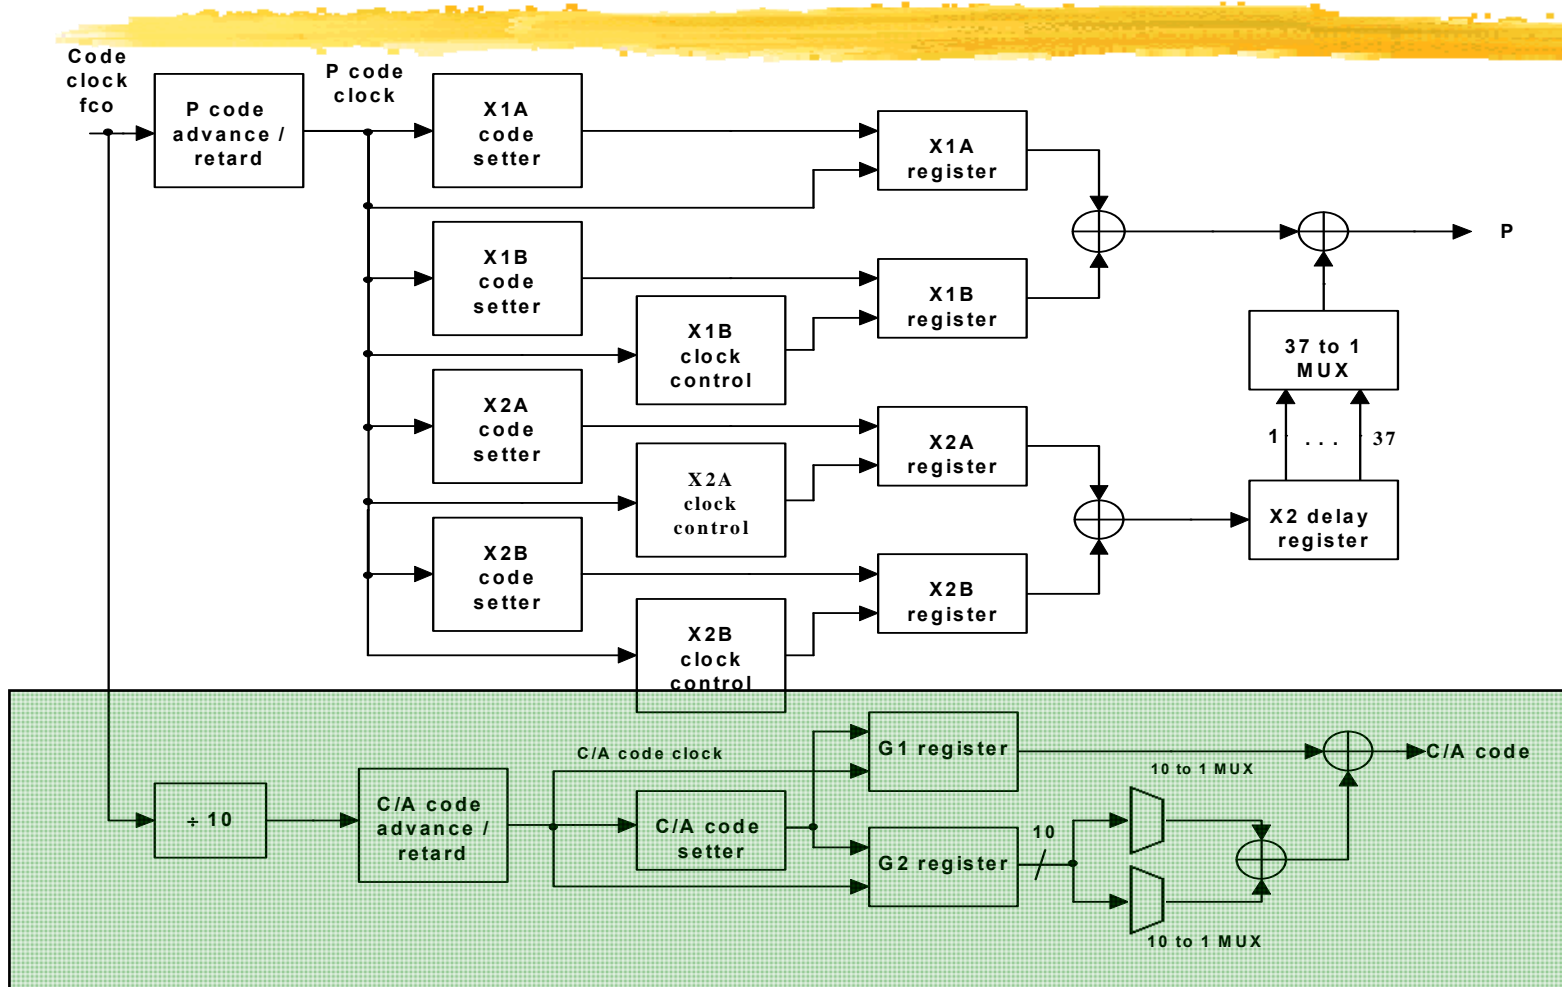 Code
clock
fco
P code
advance /
retard
P code
clock
X1A
code
setter
X1A
register
X1B
code
setter
X1B
register
X1B
clock
control
P
37 to 1
MUX
1 . . . 37
X2A
code
setter
X2A
register
X2A
clock
control
X2 delay
register
X2B
code
setter
X2B
register
X2B
clock
control
÷ 10
C/A code
advance /
retard
C/A code clock
C/A code
setter
G1 register
G2 register
10
10 to 1 MUX
10 to 1 MUX
C/A code